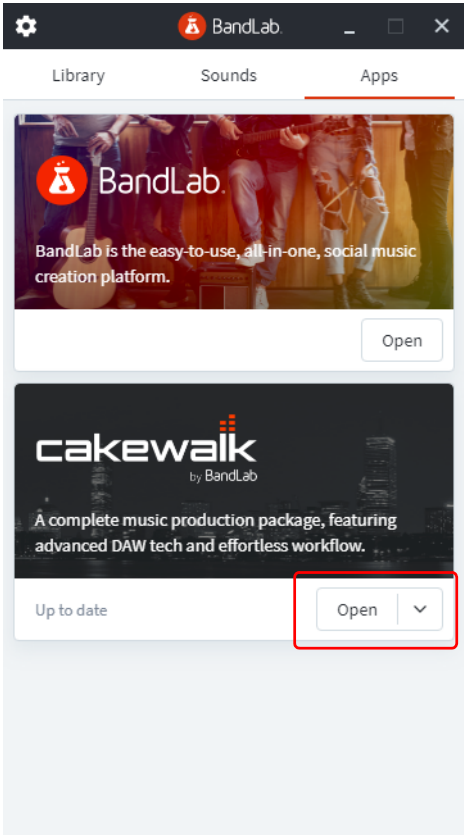 BandLab.
Library Sounds Apps
BandLab.
BandLab is the easy-to-use, all-in-one, social music
creation platform.
Open
cakewalk
by BandLab
A complete music production package, featuring
advanced DAW tech and effortless workflow.
Up to date Open